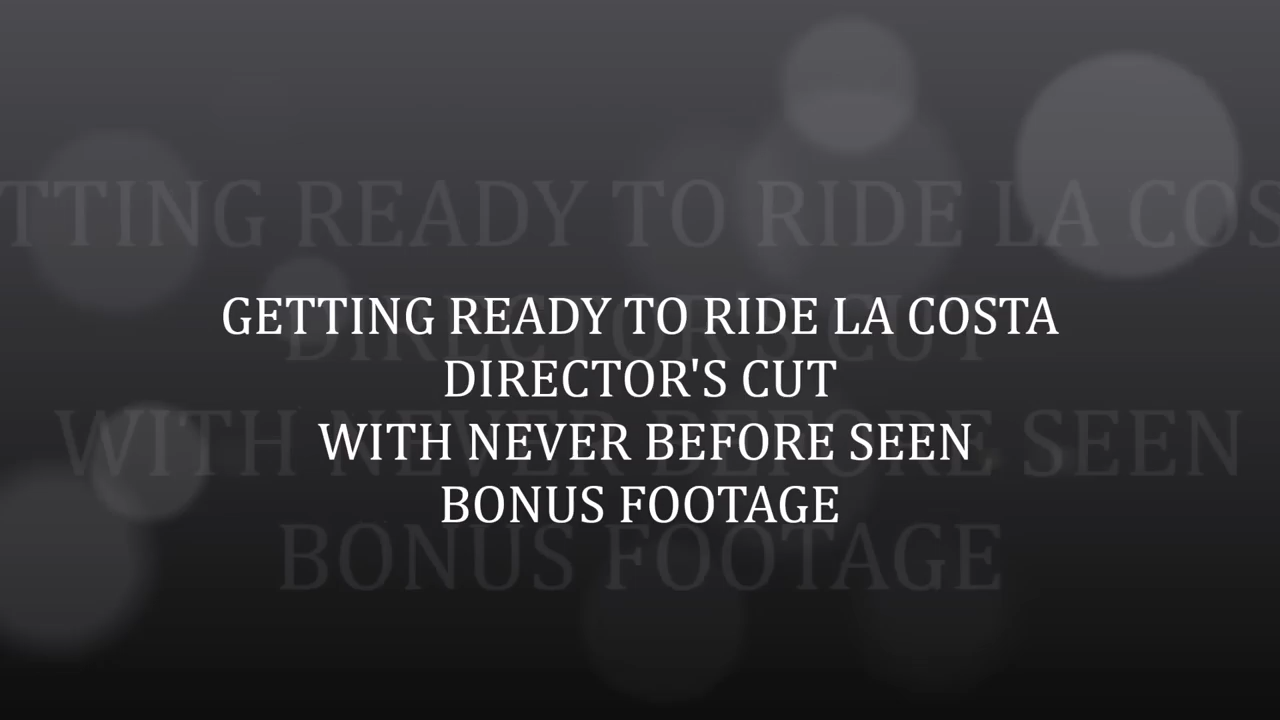 GETTING READY TO RIDE LA COSTA
DIRECTOR'S CUT
WITH NEVER BEFORE SEEN
BONUS FOOTAGE